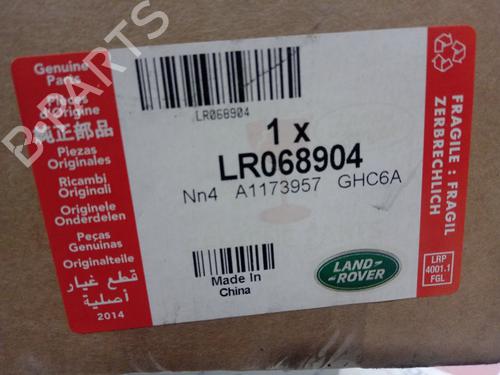 Genuine
Parts
Pièces
d'Origine
純正部品
Piezas
Originales
Ricambi
Originali
Originele
Onderdelen
Peças
Genuinas
Originalteile
قطع غيار
أصلية
2014
LR068904
1 x
LR068904
Nn4 A1173957 GHC6A
Made In
China
LAND-
ROVER
FRAGILE : FRAGIL
ZERBRECHLICH
LRP
4001.1
FGL
B-PARTS